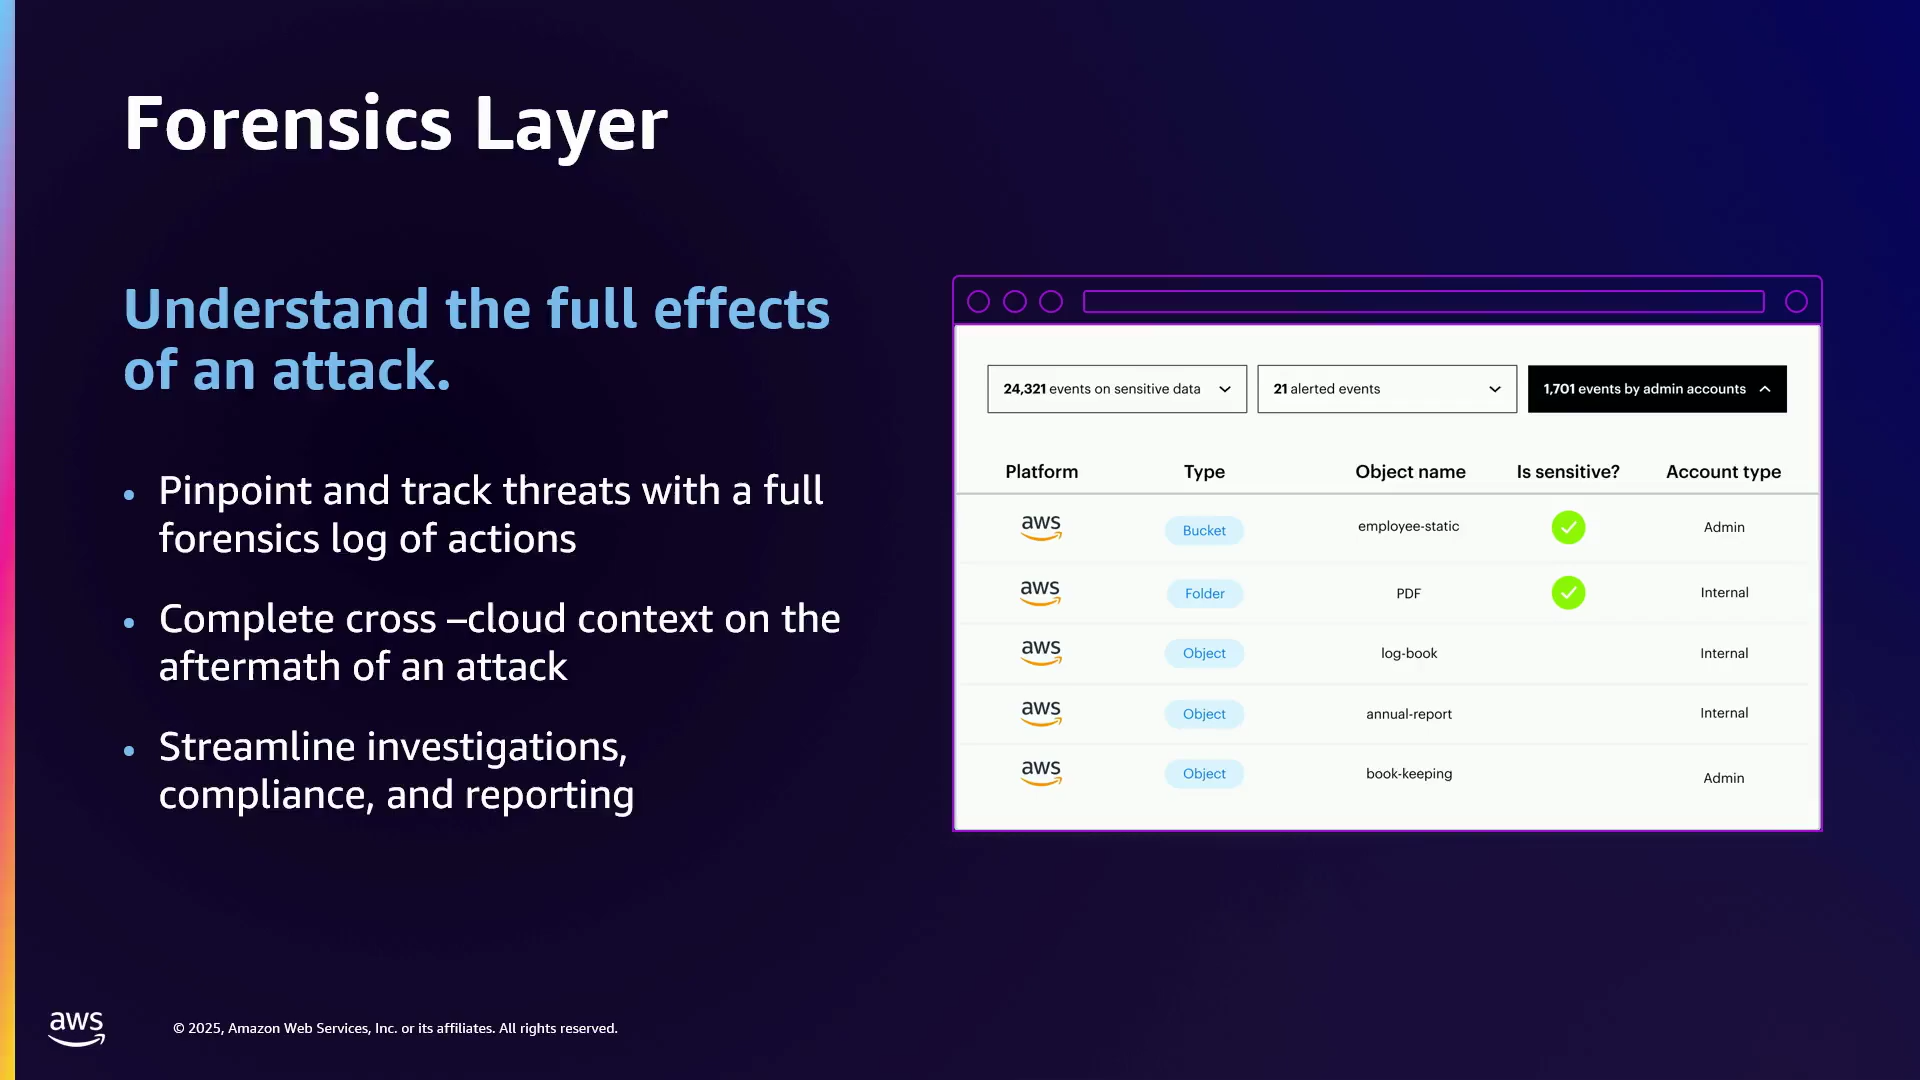 Forensics Layer
Understand the full effects
of an attack.
• Pinpoint and track threats with a full
forensics log of actions
• Complete cross –cloud context on the
aftermath of an attack
• Streamline investigations,
compliance, and reporting
24,321 events on sensitive data
21 alerted events
1,701 events by admin accounts
Platform Type Object name Is sensitive? Account type
aws Bucket employee-static Admin
aws Folder PDF Internal
aws Object log-book Internal
aws Object annual-report Internal
aws Object book-keeping Admin
aws
© 2025, Amazon Web Services, Inc. or its affiliates. All rights reserved.